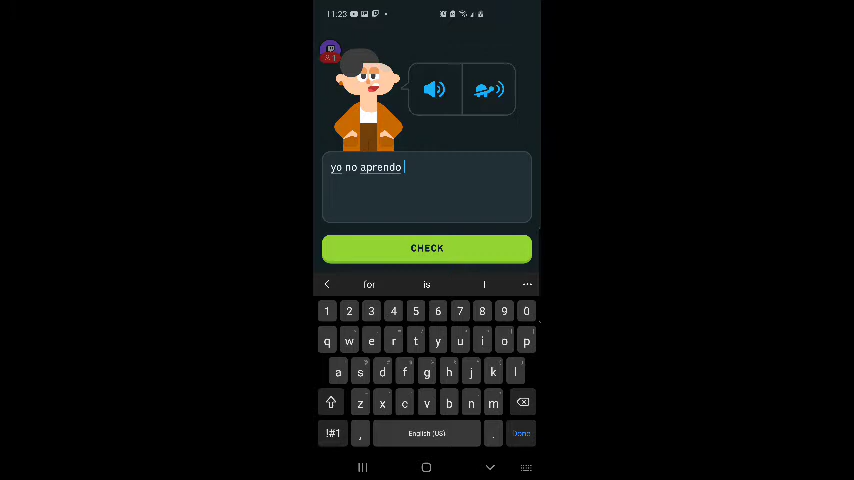 11:23
1
yo no aprendo
CHECK
for is I
1 2 3 4 5 6 7 8 9 0
q w e r t y u i o p
a s d f g h j k l
z x c v b n m
!#1 , English (US) . Done